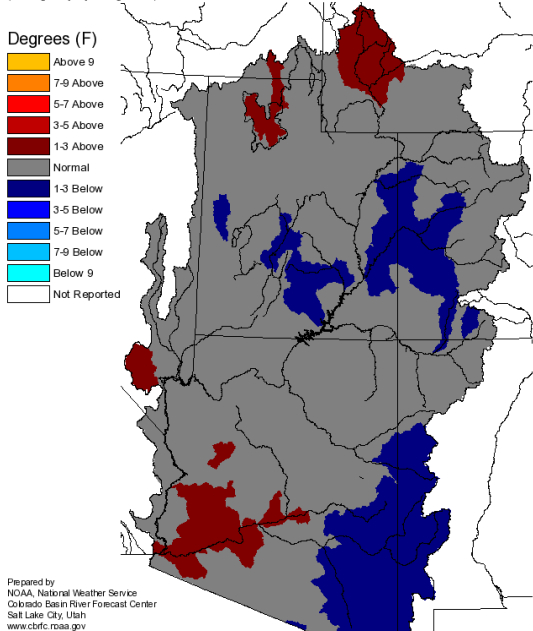 Degrees (F)
Above 9
7-9 Above
5-7 Above
3-5 Above
1-3 Above
Normal
1-3 Below
3-5 Below
5-7 Below
7-9 Below
Below 9
Not Reported
Prepared by
NOAA, National Weather Service
Colorado Basin River Forecast Center
Salt Lake City, Utah
www.cbrfc.noaa.gov